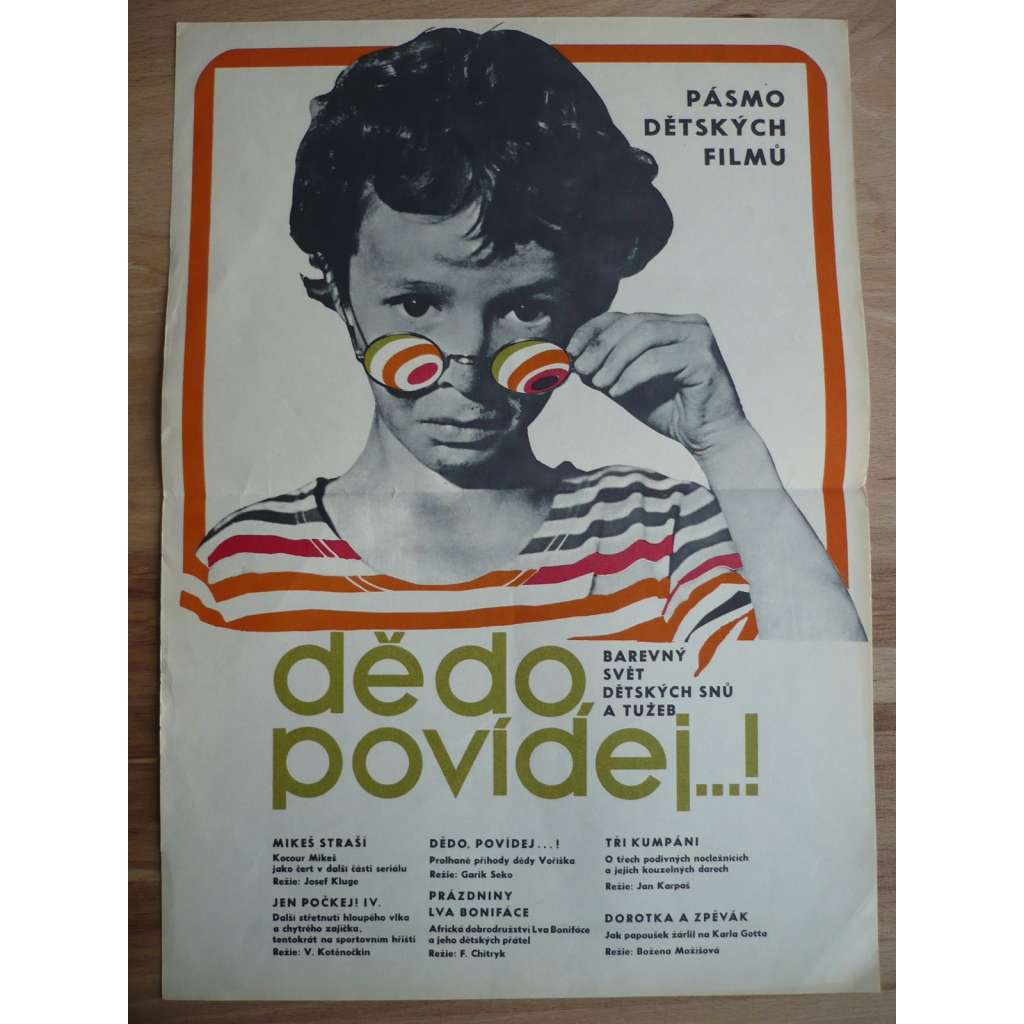 PÁSMO
DĚTSKÝCH
FILMŮ
dědo,
povídej...!
BAREVNÝ
SVĚT
DĚTSKÝCH SNŮ
A TUŽEB
MIKEŠ STRAŠÍ
Kocour Mikeš
jako čert v další části seriálu
Režie: Josef Kluge
JEN POČKEJ! IV.
Další střetnutí hloupého vlka
a chytrého zajíčka,
tentokrát na sportovním hřišti
Režie: V. Kotěnočkin
DĚDO, POVÍDEJ...!
Prolhané příhody dědy Voříška
Režie: Garik Seko
PRÁZDNINY
LVA BONIFÁCE
Africká dobrodružství Lva Bonifáce
a jeho dětských přátel
Režie: F. Chitryk
TŘI KUMPÁNI
O třech podivných nocležnících
a jejich kouzelných darech
Režie: Jan Karpaš
DOROTKA A ZPĚVÁK
Jak papoušek žárlil na Karla Gotta
Režie: Božena Možíšová